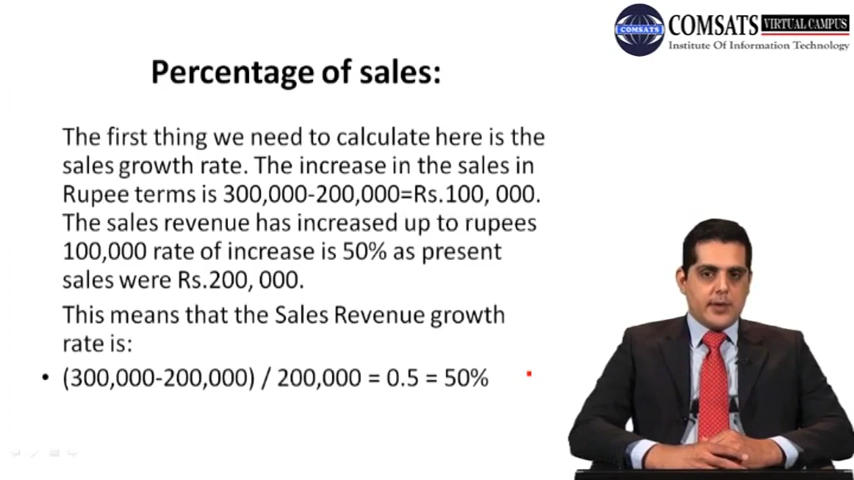 COMSATS VIRTUAL CAMPUS
COMSATS
Institute Of Information Technology
Percentage of sales:
The first thing we need to calculate here is the
sales growth rate. The increase in the sales in
Rupee terms is 300,000-200,000=Rs.100, 000.
The sales revenue has increased up to rupees
100,000 rate of increase is 50% as present
sales were Rs.200, 000.
This means that the Sales Revenue growth
rate is:
• (300,000-200,000) / 200,000 = 0.5 = 50%